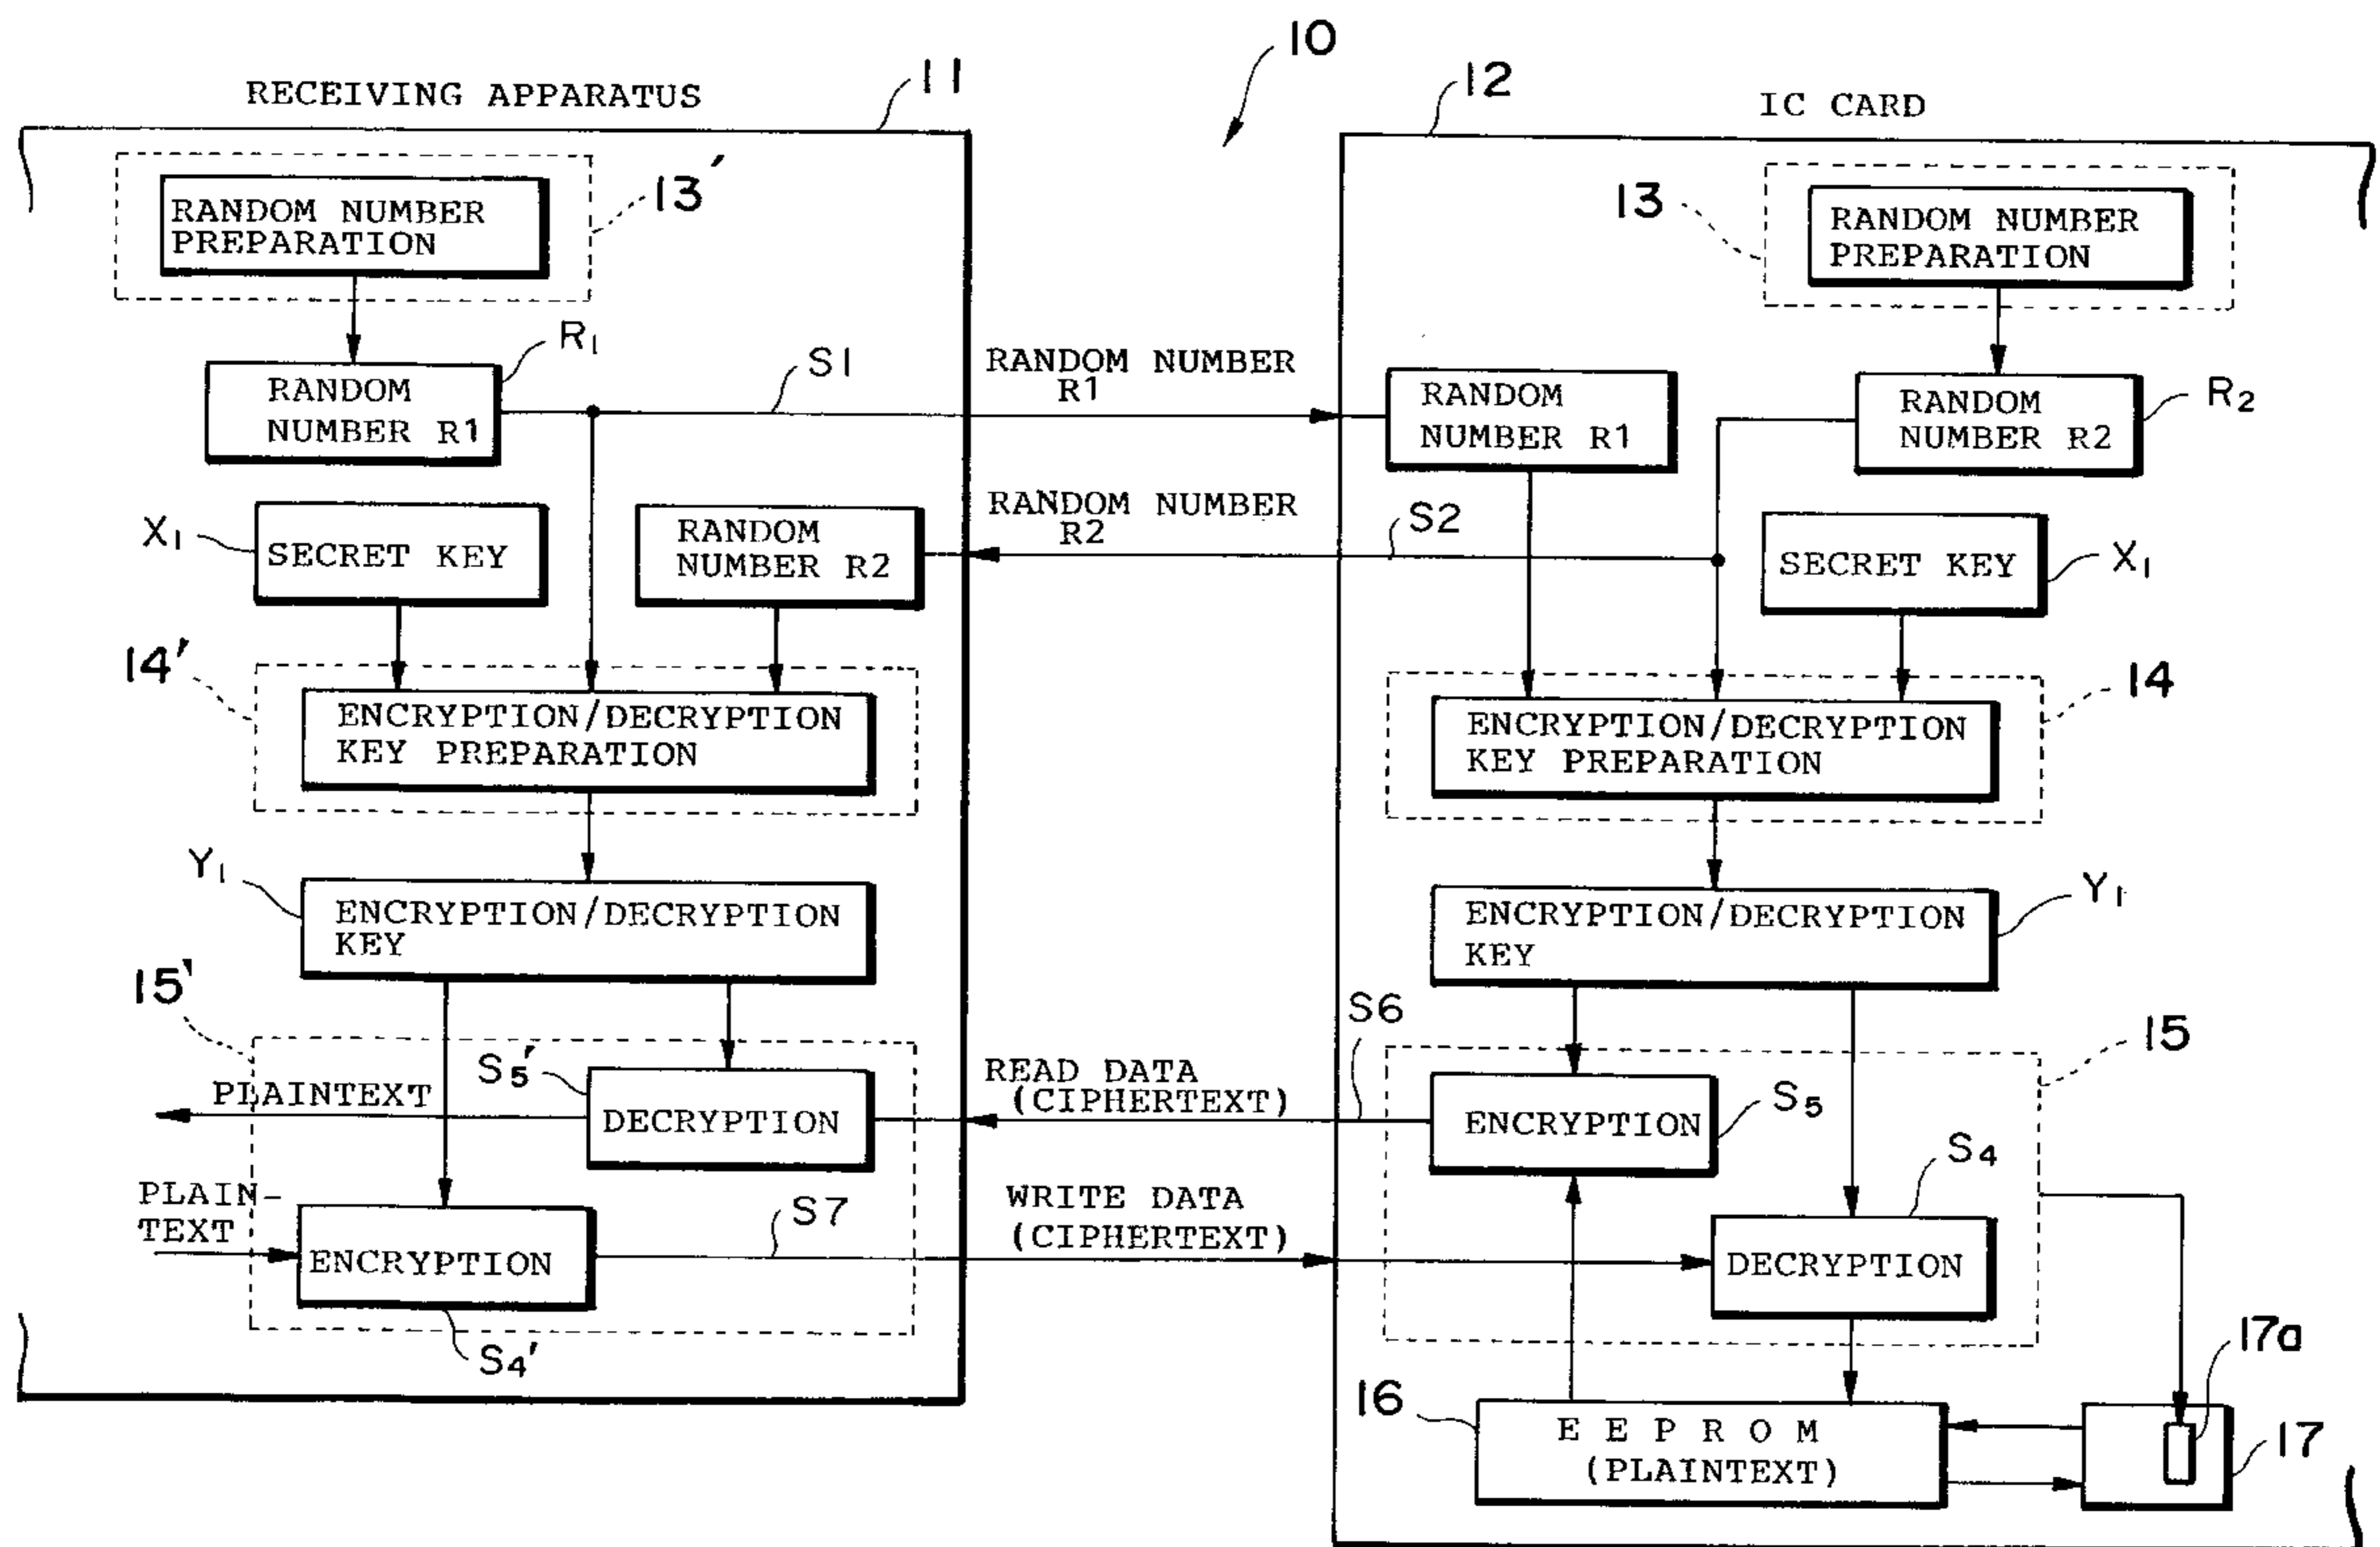 10
RECEIVING APPARATUS
11
12
IC CARD
RANDOM NUMBER
PREPARATION
13'
13
RANDOM NUMBER
PREPARATION
R1
RANDOM
NUMBER R1
S1
RANDOM NUMBER
R1
RANDOM
NUMBER R1
RANDOM
NUMBER R2
R2
X1
SECRET KEY
RANDOM
NUMBER R2
RANDOM NUMBER
R2
S2
SECRET KEY
X1
14'
ENCRYPTION/DECRYPTION
KEY PREPARATION
ENCRYPTION/DECRYPTION
KEY PREPARATION
14
Y1
ENCRYPTION/DECRYPTION
KEY
ENCRYPTION/DECRYPTION
KEY
Y1
15'
S5'
PLAINTEXT
DECRYPTION
READ DATA
(CIPHERTEXT)
S6
ENCRYPTION
S5
15
S4
PLAIN-
TEXT
ENCRYPTION
S7
WRITE DATA
(CIPHERTEXT)
DECRYPTION
S4'
16
EEPROM
(PLAINTEXT)
17a
17